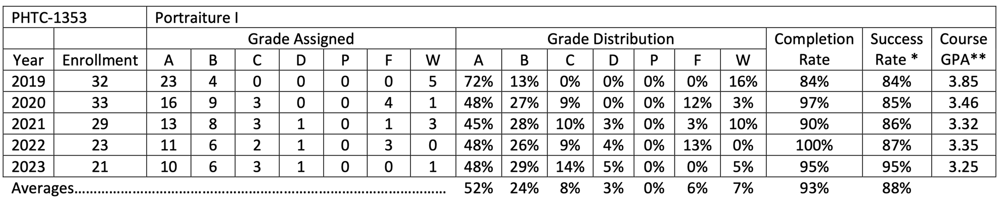 PHTC-1353 Portraiture I
Grade Assigned Grade Distribution Completion Success Course
Year Enrollment A B C D P F W A B C D P F W Rate Rate * GPA**
2019 32 23 4 0 0 0 0 5 72% 13% 0% 0% 0% 0% 16% 84% 84% 3.85
2020 33 16 9 3 0 0 4 1 48% 27% 9% 0% 0% 12% 3% 97% 85% 3.46
2021 29 13 8 3 1 0 1 3 45% 28% 10% 3% 0% 3% 10% 90% 86% 3.32
2022 23 11 6 2 1 0 3 0 48% 26% 9% 4% 0% 13% 0% 100% 87% 3.35
2023 21 10 6 3 1 0 0 1 48% 29% 14% 5% 0% 0% 5% 95% 95% 3.25
Averages........................................................................................ 52% 24% 8% 3% 0% 6% 7% 93% 88%